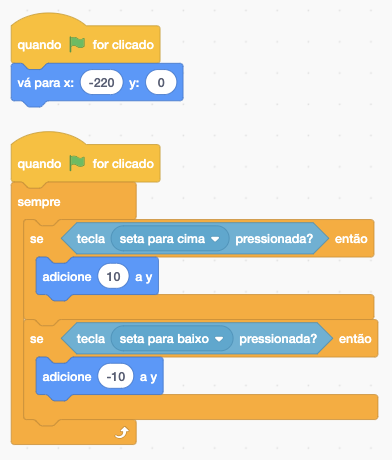 quando for clicado
vá para x: -220 y: 0
quando for clicado
sempre
se tecla seta para cima pressionada? então
adicione 10 a y
se tecla seta para baixo pressionada? então
adicione -10 a y